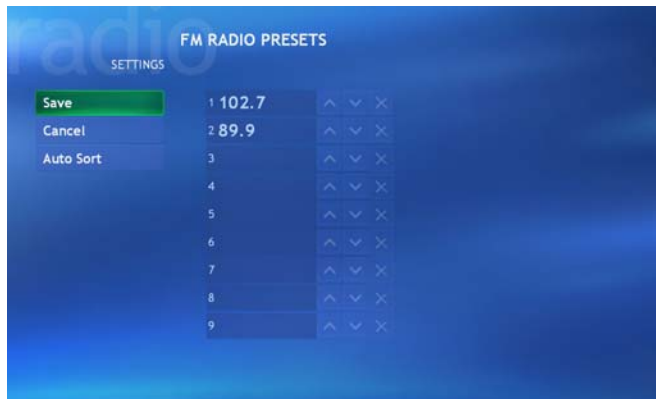 radio
FM RADIO PRESETS
SETTINGS
Save
Cancel
Auto Sort
1 102.7
2 89.9
3
4
5
6
7
8
9